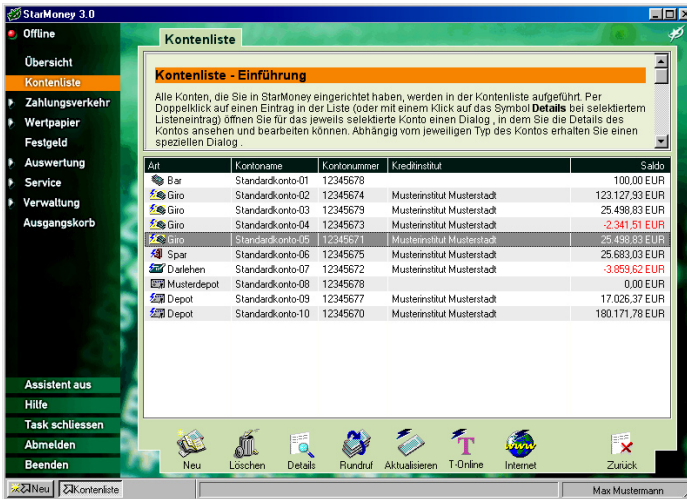 StarMoney 3.0
Offline
Kontenliste
Übersicht
Kontenliste
Zahlungsverkehr
Wertpapier
Festgeld
Auswertung
Service
Verwaltung
Ausgangskorb
Kontenliste - Einführung
Alle Konten, die Sie in StarMoney eingerichtet haben, werden in der Kontenliste aufgeführt. Per
Doppelklick auf einen Eintrag in der Liste (oder mit einem Klick auf das Symbol Details bei selektiertem
Listeneintrag) öffnen Sie für das jeweils selektierte Konto einen Dialog , in dem Sie die Details des
Kontos ansehen und bearbeiten können. Abhängig vom jeweiligen Typ des Kontos erhalten Sie einen
speziellen Dialog .
Art Kontoname Kontonummer Kreditinstitut Saldo
Bar Standardkonto-01 12345678 100,00 EUR
Giro Standardkonto-02 12345674 Musterinstitut Musterstadt 123.127,93 EUR
Giro Standardkonto-03 12345679 Musterinstitut Musterstadt 25.498,83 EUR
Giro Standardkonto-04 12345673 Musterinstitut Musterstadt -2.341,51 EUR
Giro Standardkonto-05 12345671 Musterinstitut Musterstadt 25.498,83 EUR
Spar Standardkonto-06 12345675 Musterinstitut Musterstadt 25.683,03 EUR
Darlehen Standardkonto-07 12345672 Musterinstitut Musterstadt -3.859,62 EUR
Musterdepot Standardkonto-08 12345678 0,00 EUR
Depot Standardkonto-09 12345677 Musterinstitut Musterstadt 17.026,37 EUR
Depot Standardkonto-10 12345670 Musterinstitut Musterstadt 180.171,78 EUR
Assistent aus
Hilfe
Task schliessen
Abmelden
Beenden
www
Neu Löschen Details Rundruf Aktualisieren T-Online Internet Zurück
Neu Kontenliste Max Mustermann